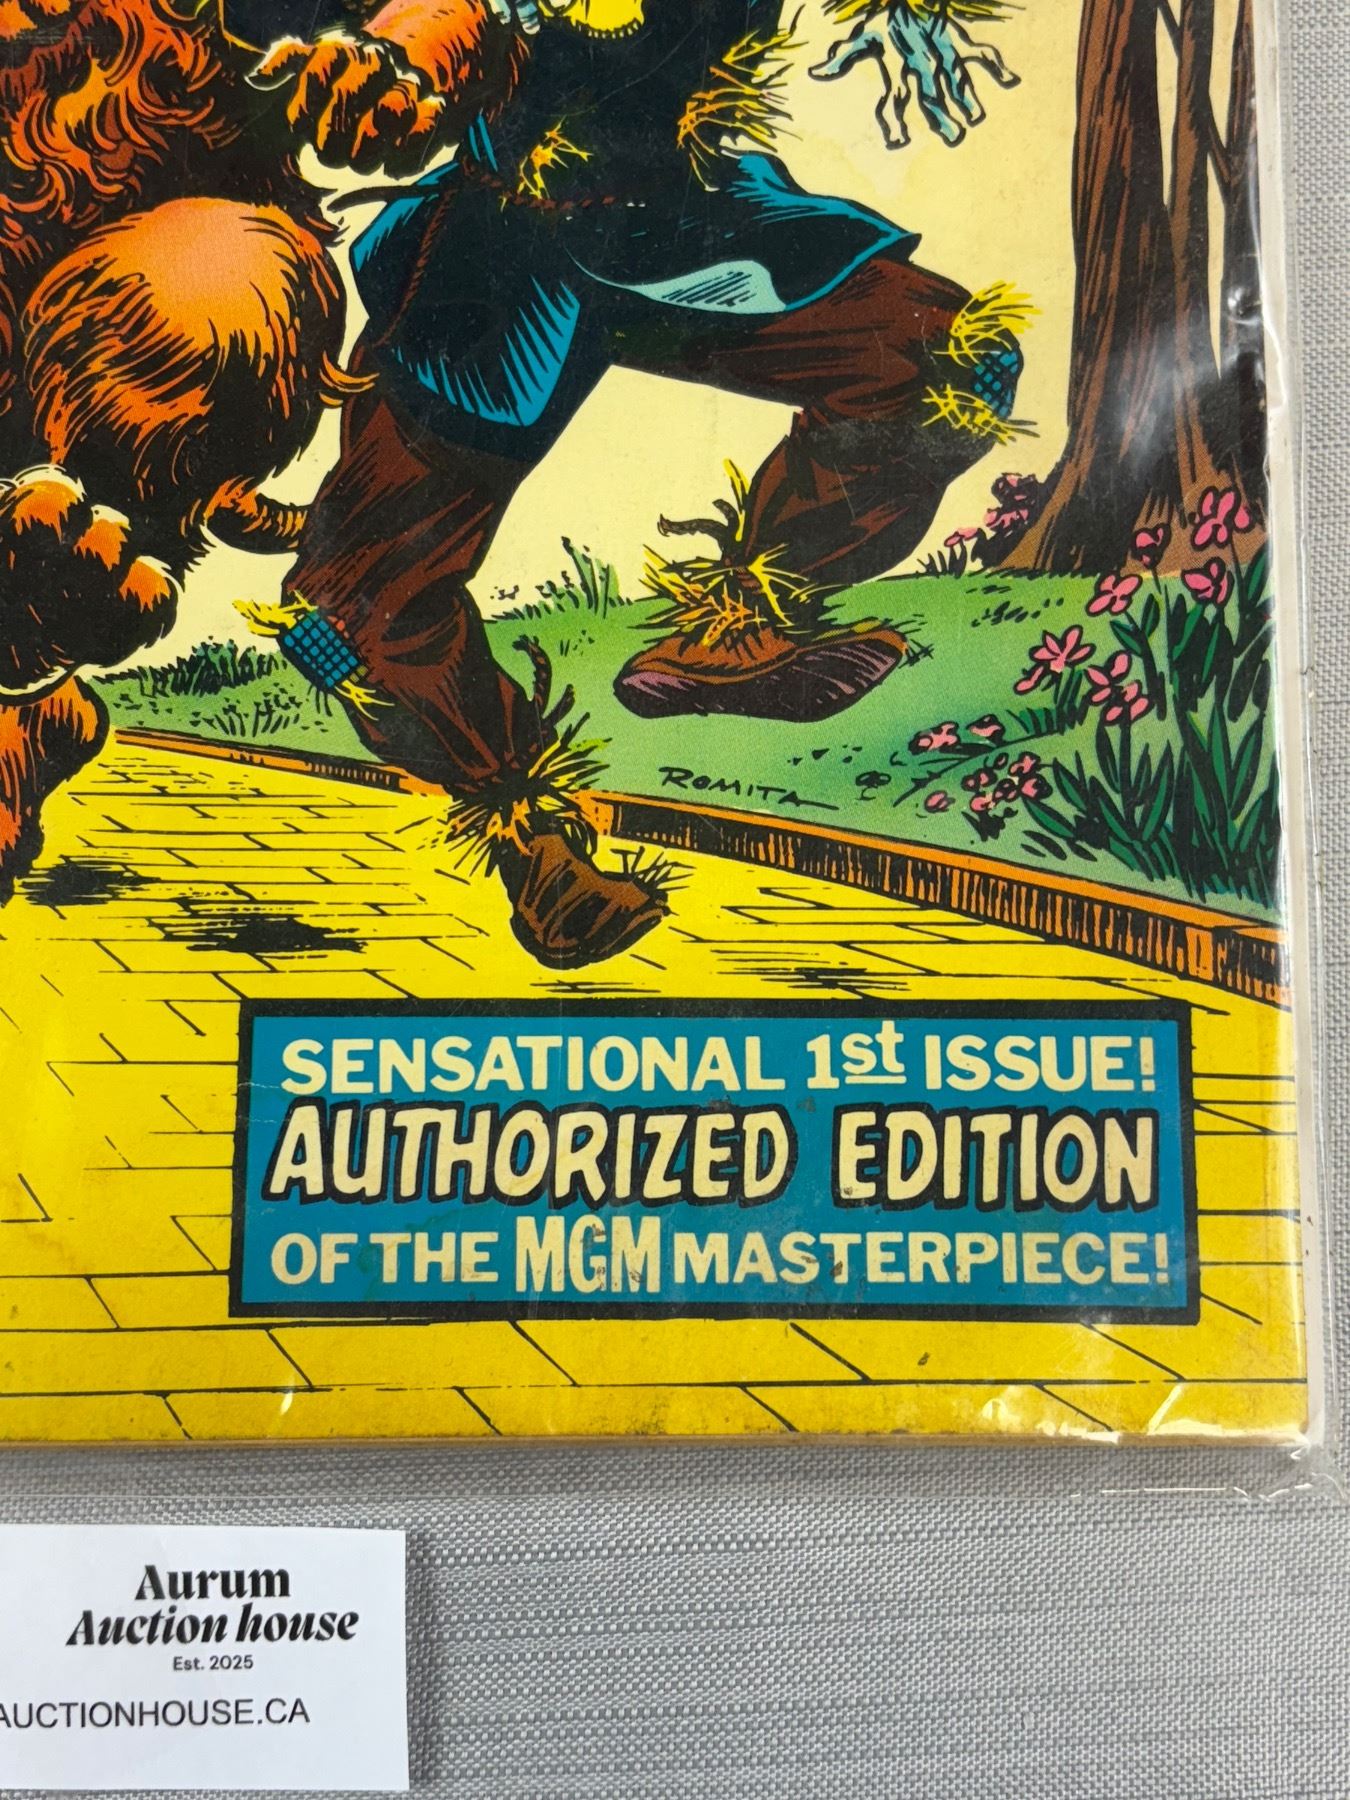 ROMITA
SENSATIONAL 1st ISSUE!
AUTHORIZED EDITION
OF THE MGM MASTERPIECE!
Aurum
Auction house
Est. 2025
AUCTIONHOUSE.CA